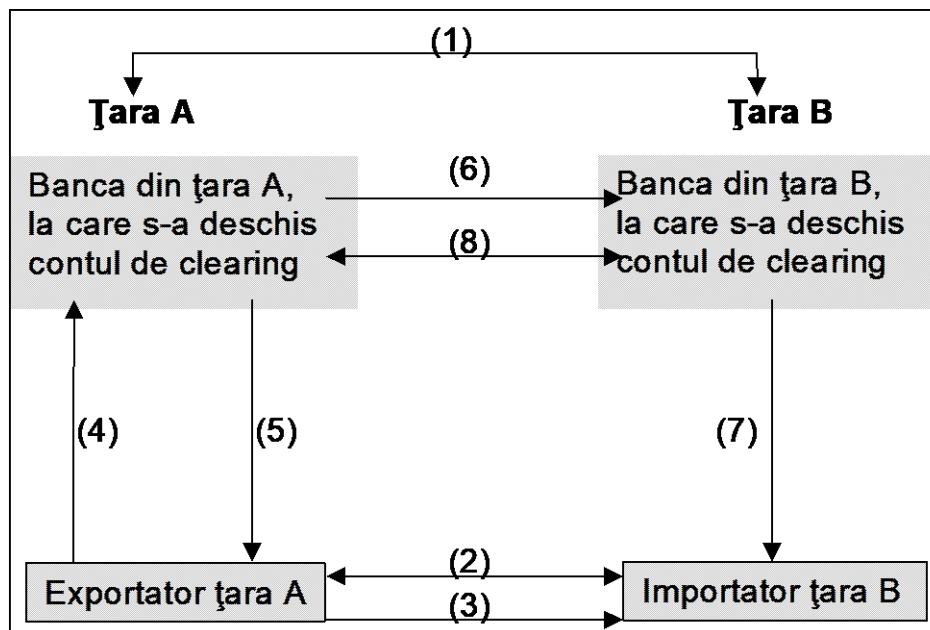 (1)
Ţara A
Ţara B
Banca din ţara A,
la care s-a deschis
contul de clearing
(6)
(8)
Banca din ţara B,
la care s-a deschis
contul de clearing
(4)
(5)
(7)
Exportator ţara A
(2)
(3)
Importator ţara B